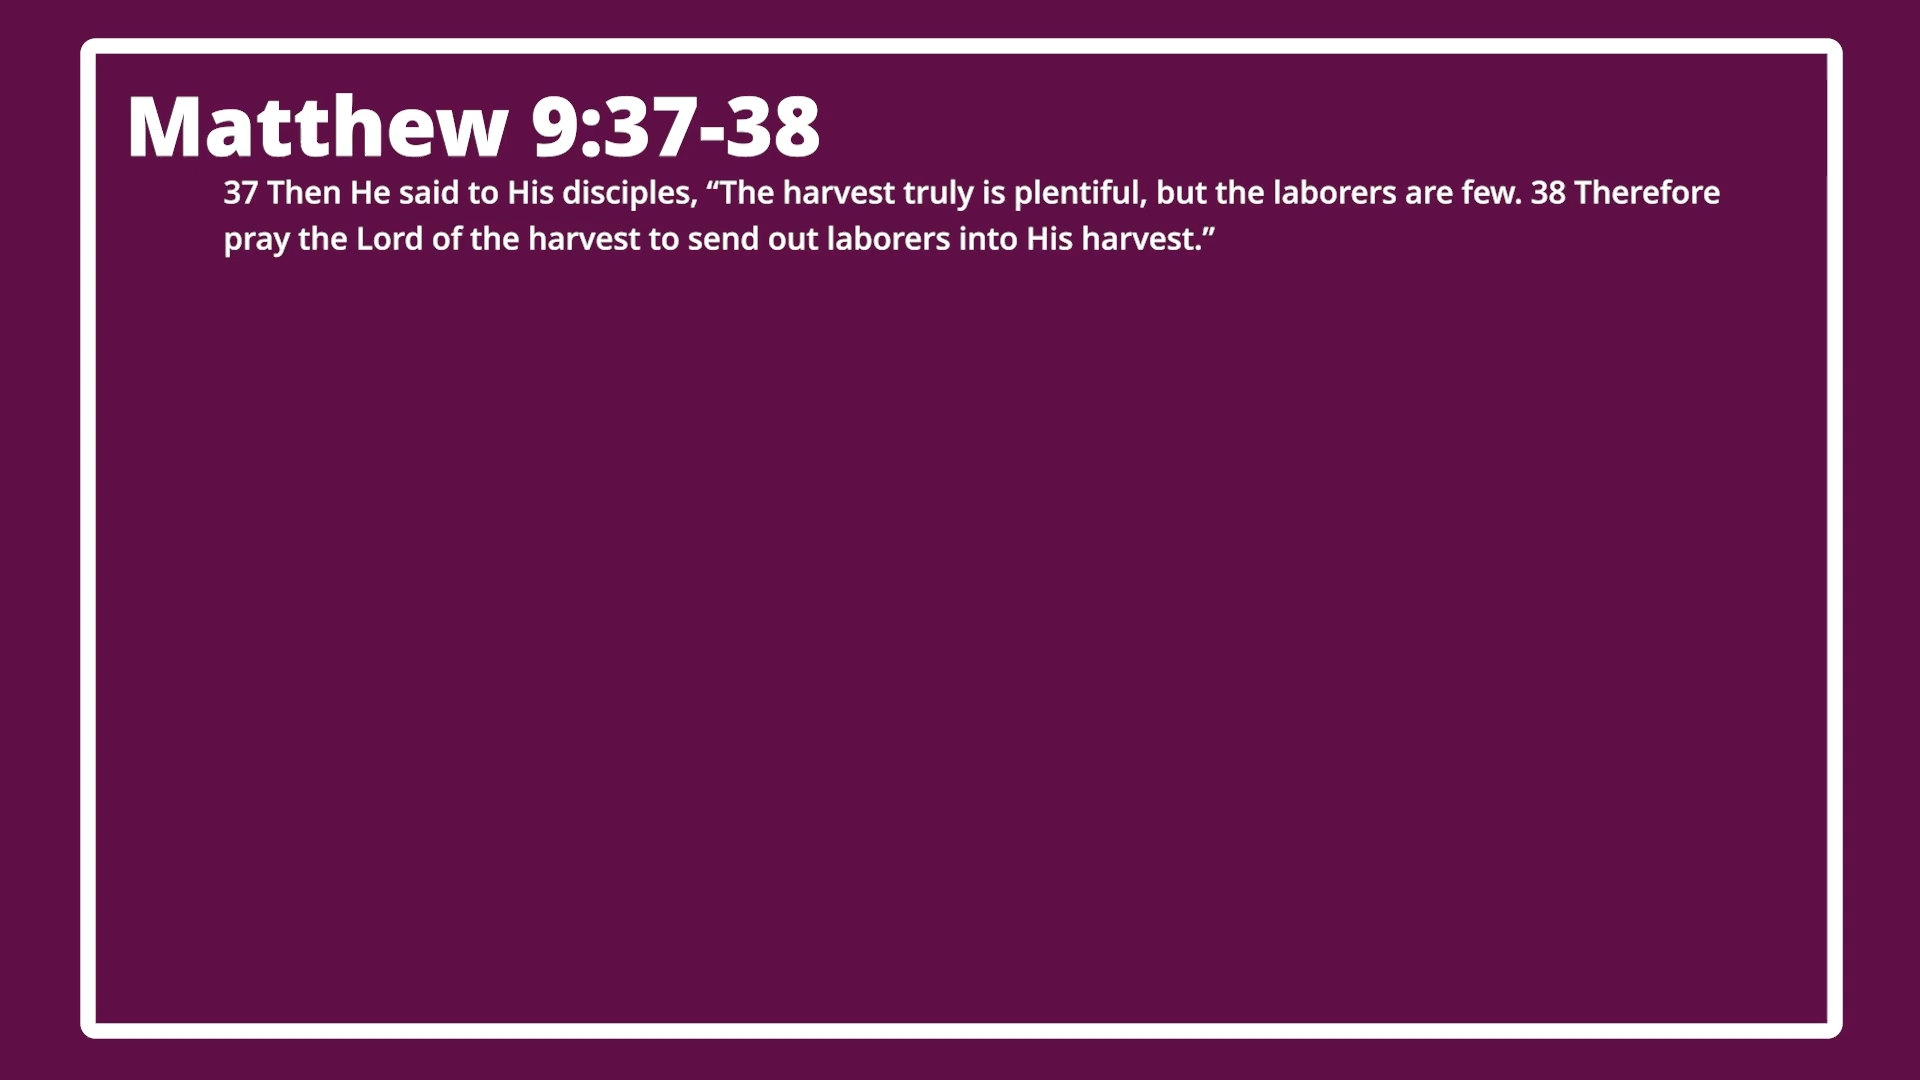 Matthew 9:37-38
37 Then He said to His disciples, “The harvest truly is plentiful, but the laborers are few. 38 Therefore
pray the Lord of the harvest to send out laborers into His harvest.”